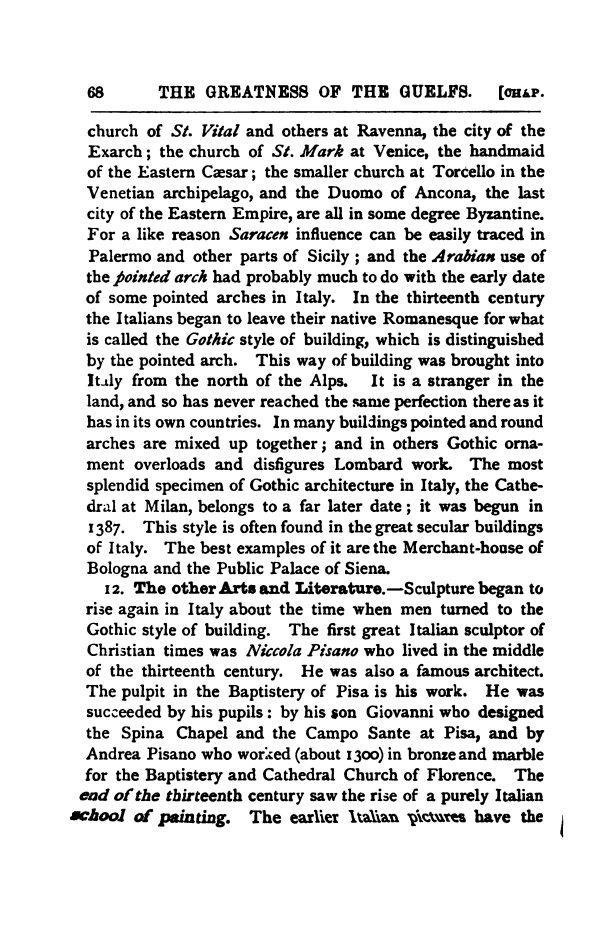 68 THE GREATNESS OF THE GUELFS. [CHAP.
church of St. Vital and others at Ravenna, the city of the
Exarch; the church of St. Mark at Venice, the handmaid
of the Eastern Cæsar; the smaller church at Torcello in the
Venetian archipelago, and the Duomo of Ancona, the last
city of the Eastern Empire, are all in some degree Byzantine.
For a like reason Saracen influence can be easily traced in
Palermo and other parts of Sicily; and the Arabian use of
the pointed arch had probably much to do with the early date
of some pointed arches in Italy. In the thirteenth century
the Italians began to leave their native Romanesque for what
is called the Gothic style of building, which is distinguished
by the pointed arch. This way of building was brought into
Italy from the north of the Alps. It is a stranger in the
land, and so has never reached the same perfection there as it
has in its own countries. In many buildings pointed and round
arches are mixed up together; and in others Gothic orna-
ment overloads and disfigures Lombard work. The most
splendid specimen of Gothic architecture in Italy, the Cathe-
dral at Milan, belongs to a far later date; it was begun in
1387. This style is often found in the great secular buildings
of Italy. The best examples of it are the Merchant-house of
Bologna and the Public Palace of Siena.
12. The other Arts and Literature.—Sculpture began to
rise again in Italy about the time when men turned to the
Gothic style of building. The first great Italian sculptor of
Christian times was Niccola Pisano who lived in the middle
of the thirteenth century. He was also a famous architect.
The pulpit in the Baptistery of Pisa is his work. He was
succeeded by his pupils: by his son Giovanni who designed
the Spina Chapel and the Campo Sante at Pisa, and by
Andrea Pisano who worked (about 1300) in bronze and marble
for the Baptistery and Cathedral Church of Florence. The
end of the thirteenth century saw the rise of a purely Italian
school of painting. The earlier Italian pictures have the